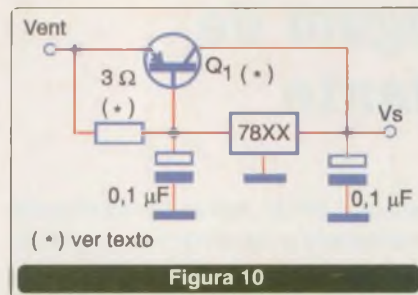 Vent
3 Ω
(*)
Q1 (*)
78XX
Vs
0,1 µF
0,1 µF
(*) ver texto
Figura 10